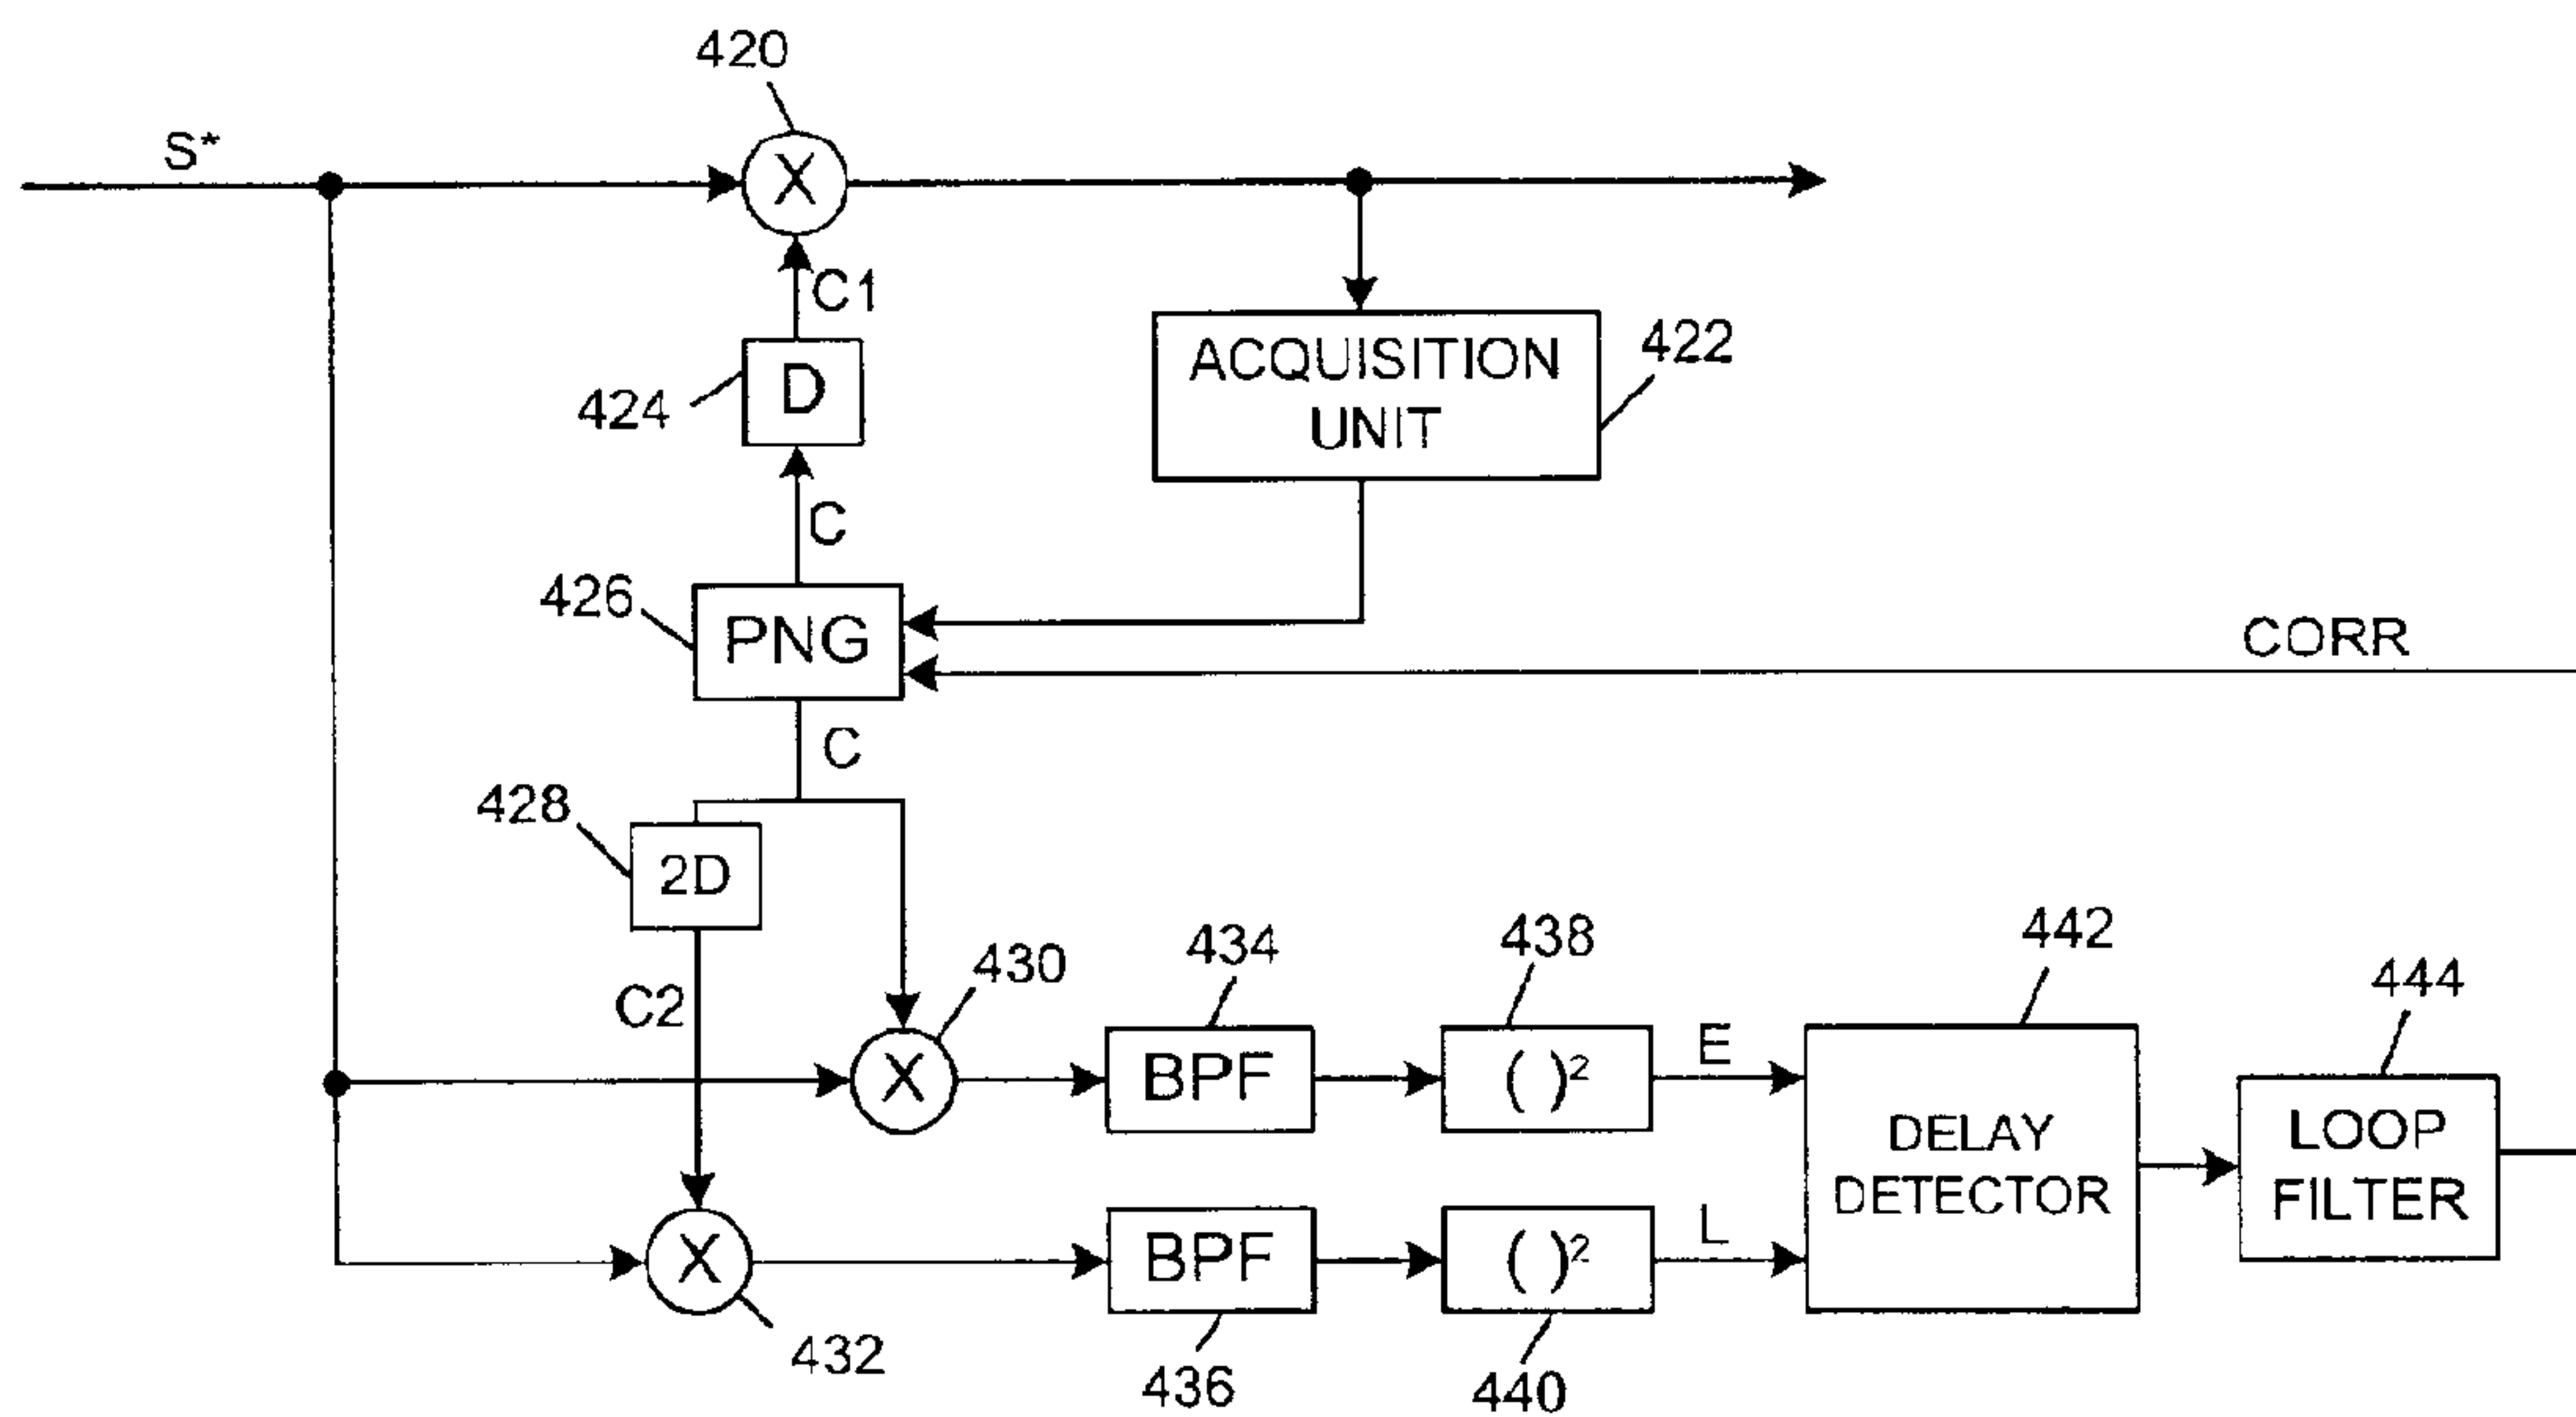 420
S*
X
C1
ACQUISITION
UNIT
422
D
424
C
426
PNG
CORR
C
428
2D
C2
430
434
438
442
444
X
BPF
( )²
E
DELAY
DETECTOR
LOOP
FILTER
X
BPF
( )²
L
432
436
440